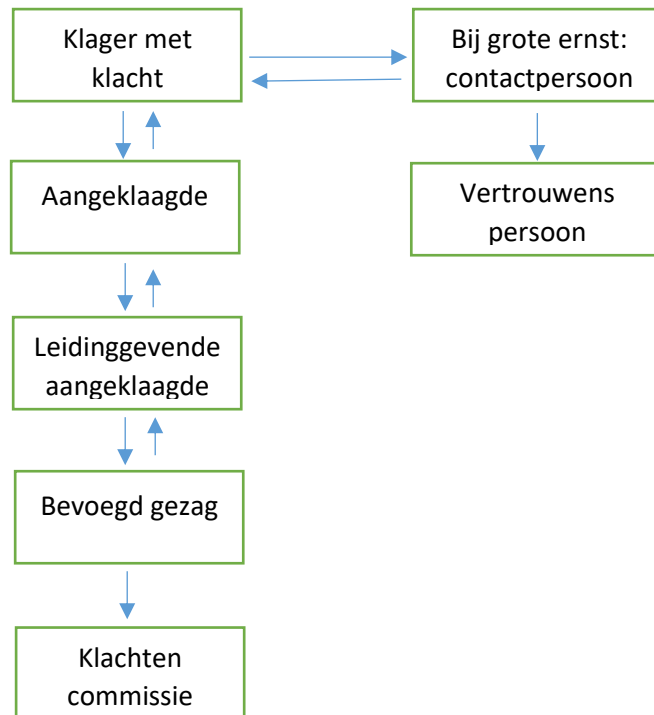 Klager met
klacht
Bij grote ernst:
contactpersoon
Aangeklaagde
Vertrouwens
persoon
Leidinggevende
aangeklaagde
Bevoegd gezag
Klachten
commissie